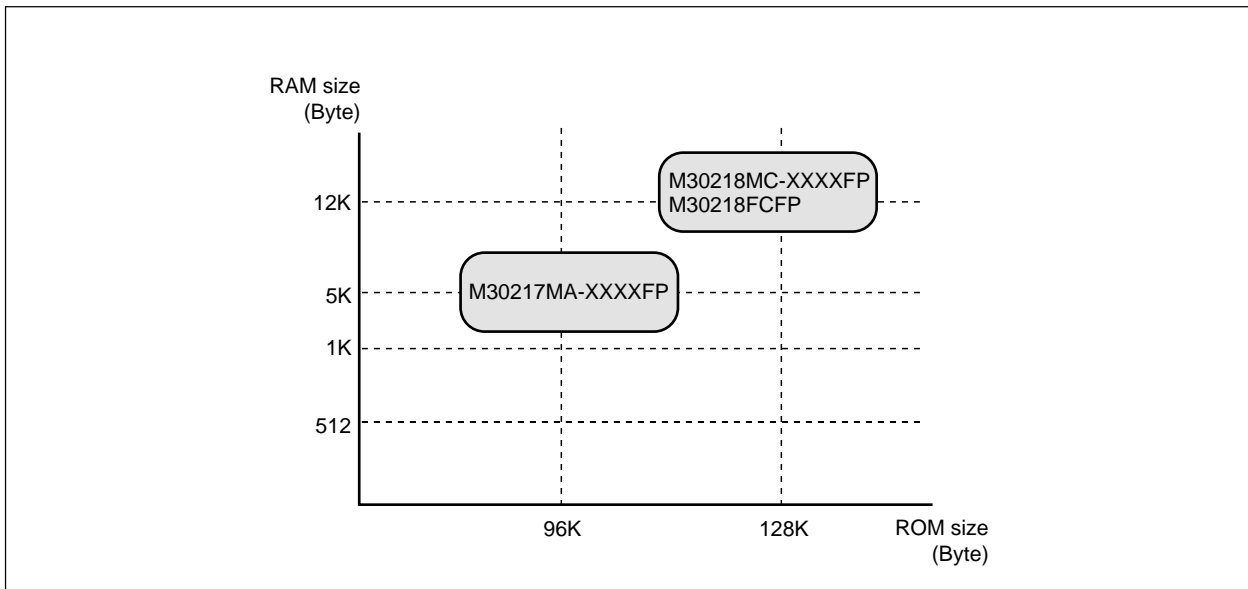 RAM size
(Byte)
M30218MC-XXXXFP
M30218FCFP
12K
M30217MA-XXXXFP
5K
1K
512
96K
128K
ROM size
(Byte)